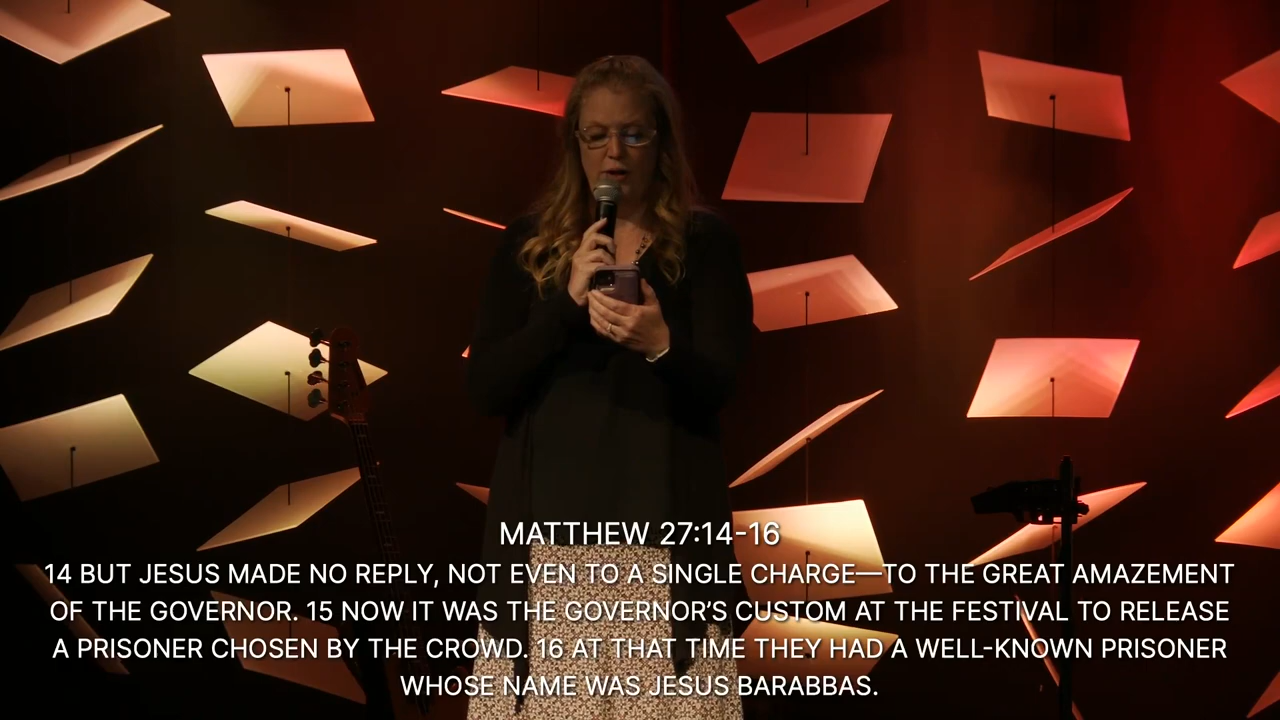 MATTHEW 27:14-16
14 BUT JESUS MADE NO REPLY, NOT EVEN TO A SINGLE CHARGE—TO THE GREAT AMAZEMENT
OF THE GOVERNOR. 15 NOW IT WAS THE GOVERNOR’S CUSTOM AT THE FESTIVAL TO RELEASE
A PRISONER CHOSEN BY THE CROWD. 16 AT THAT TIME THEY HAD A WELL-KNOWN PRISONER
WHOSE NAME WAS JESUS BARABBAS.